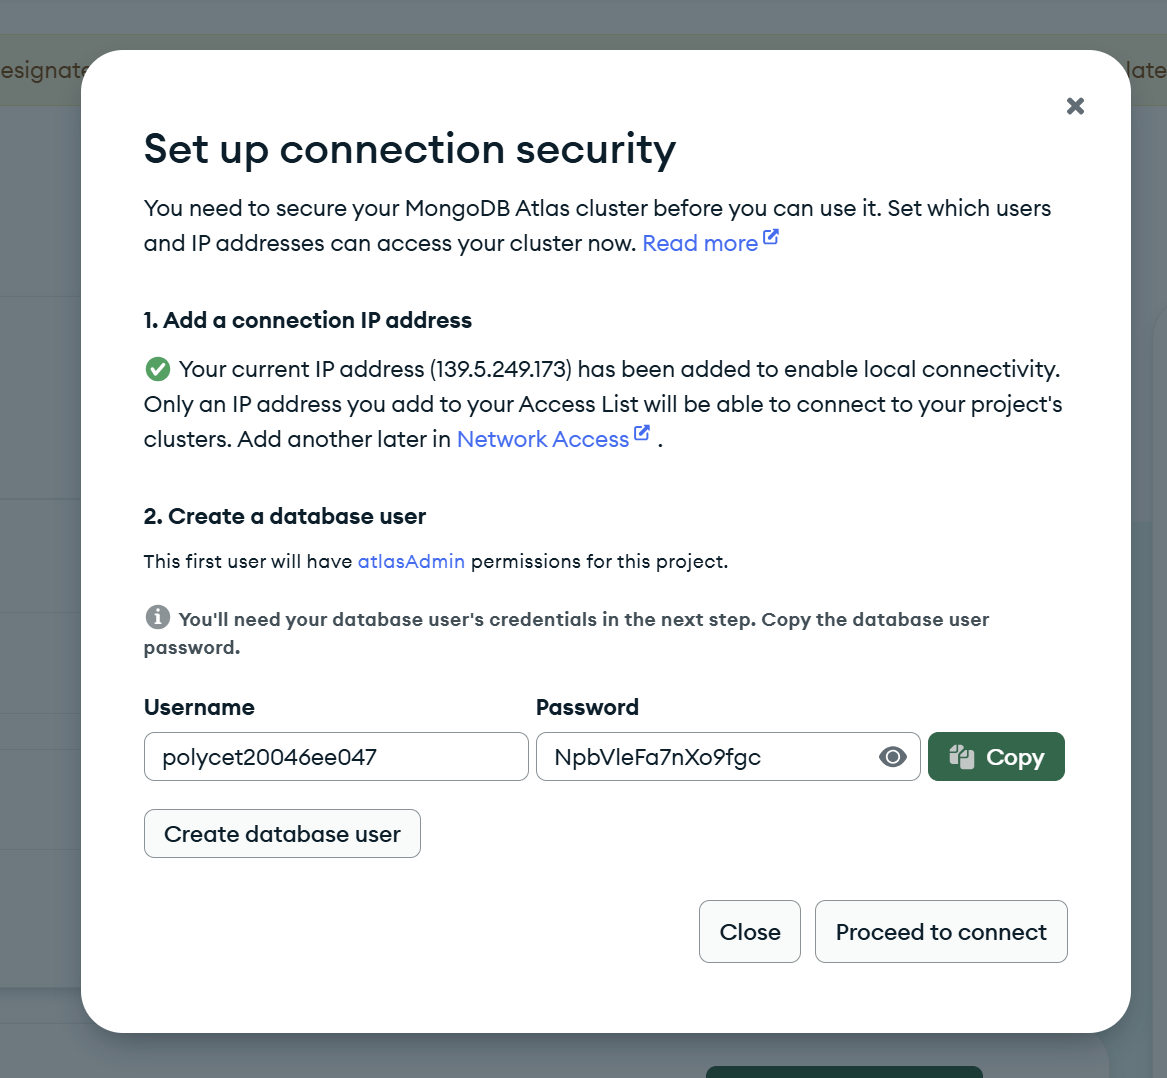 esignate
late
Set up connection security
You need to secure your MongoDB Atlas cluster before you can use it. Set which users
and IP addresses can access your cluster now. Read more
1. Add a connection IP address
Your current IP address (139.5.249.173) has been added to enable local connectivity.
Only an IP address you add to your Access List will be able to connect to your project's
clusters. Add another later in Network Access .
2. Create a database user
This first user will have atlasAdmin permissions for this project.
You'll need your database user's credentials in the next step. Copy the database user
password.
Username Password
polycet20046ee047 NpbVleFa7nXo9fgc Copy
Create database user
Close Proceed to connect